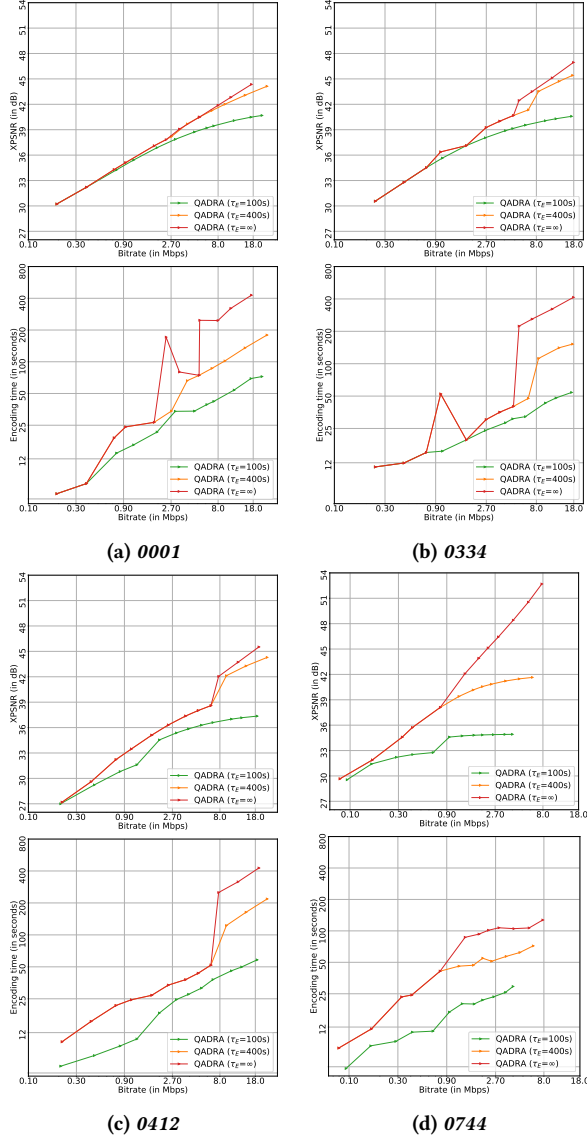 54
51
48
45
42
39
36
33
30
27
XPSNR (in dB)
QADRA (τE=100s)
QADRA (τE=400s)
QADRA (τE=∞)
0.10 0.30 0.90 2.70 8.0 18.0
Bitrate (in Mbps)
54
51
48
45
42
39
36
33
30
27
XPSNR (in dB)
QADRA (τE=100s)
QADRA (τE=400s)
QADRA (τE=∞)
0.10 0.30 0.90 2.70 8.0 18.0
Bitrate (in Mbps)
800
400
200
100
50
25
12
Encoding time (in seconds)
QADRA (τE=100s)
QADRA (τE=400s)
QADRA (τE=∞)
0.10 0.30 0.90 2.70 8.0 18.0
Bitrate (in Mbps)
(a) 0001
800
400
200
100
50
25
12
Encoding time (in seconds)
QADRA (τE=100s)
QADRA (τE=400s)
QADRA (τE=∞)
0.10 0.30 0.90 2.70 8.0 18.0
Bitrate (in Mbps)
(b) 0334
54
51
48
45
42
39
36
33
30
27
XPSNR (in dB)
QADRA (τE=100s)
QADRA (τE=400s)
QADRA (τE=∞)
0.10 0.30 0.90 2.70 8.0 18.0
Bitrate (in Mbps)
54
51
48
45
42
39
36
33
30
27
XPSNR (in dB)
QADRA (τE=100s)
QADRA (τE=400s)
QADRA (τE=∞)
0.10 0.30 0.90 2.70 8.0 18.0
Bitrate (in Mbps)
800
400
200
100
50
25
12
Encoding time (in seconds)
QADRA (τE=100s)
QADRA (τE=400s)
QADRA (τE=∞)
0.10 0.30 0.90 2.70 8.0 18.0
Bitrate (in Mbps)
(c) 0412
800
400
200
100
50
25
12
Encoding time (in seconds)
QADRA (τE=100s)
QADRA (τE=400s)
QADRA (τE=∞)
0.10 0.30 0.90 2.70 8.0 18.0
Bitrate (in Mbps)
(d) 0744